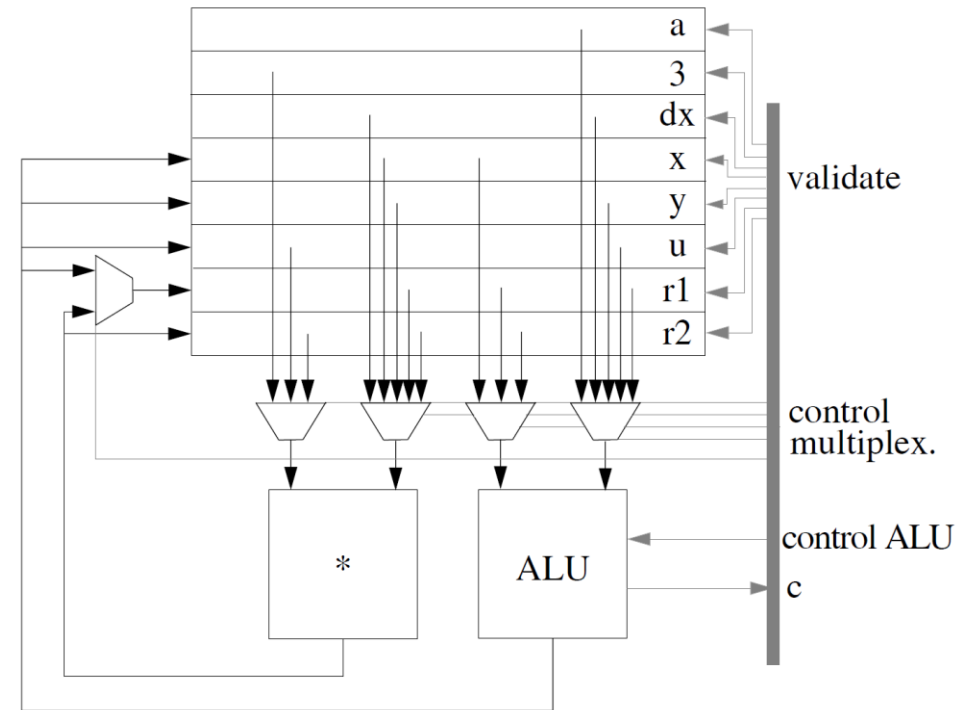 a
3
dx
x
y
u
r1
r2
validate
control
multiplex.
control ALU
c
*
ALU